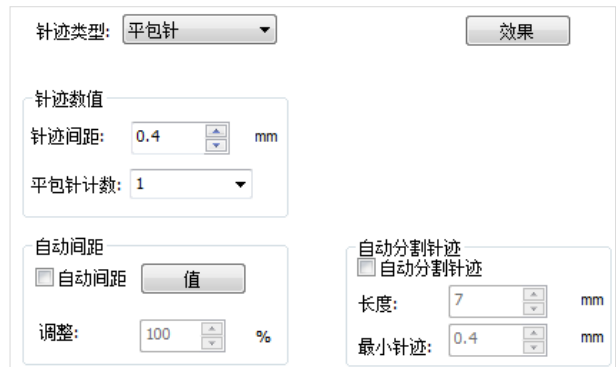 针迹类型: 平包针 效果
针迹数值
针迹间距: 0.4 mm
平包针计数: 1
自动间距 自动分割针迹
自动间距 值 自动分割针迹
长度: 7 mm
调整: 100 %
最小针迹: 0.4 mm